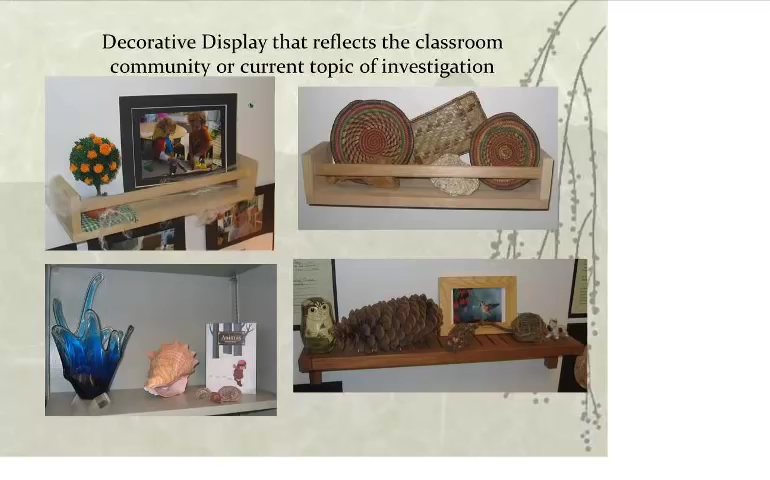 Decorative Display that reflects the classroom
community or current topic of investigation